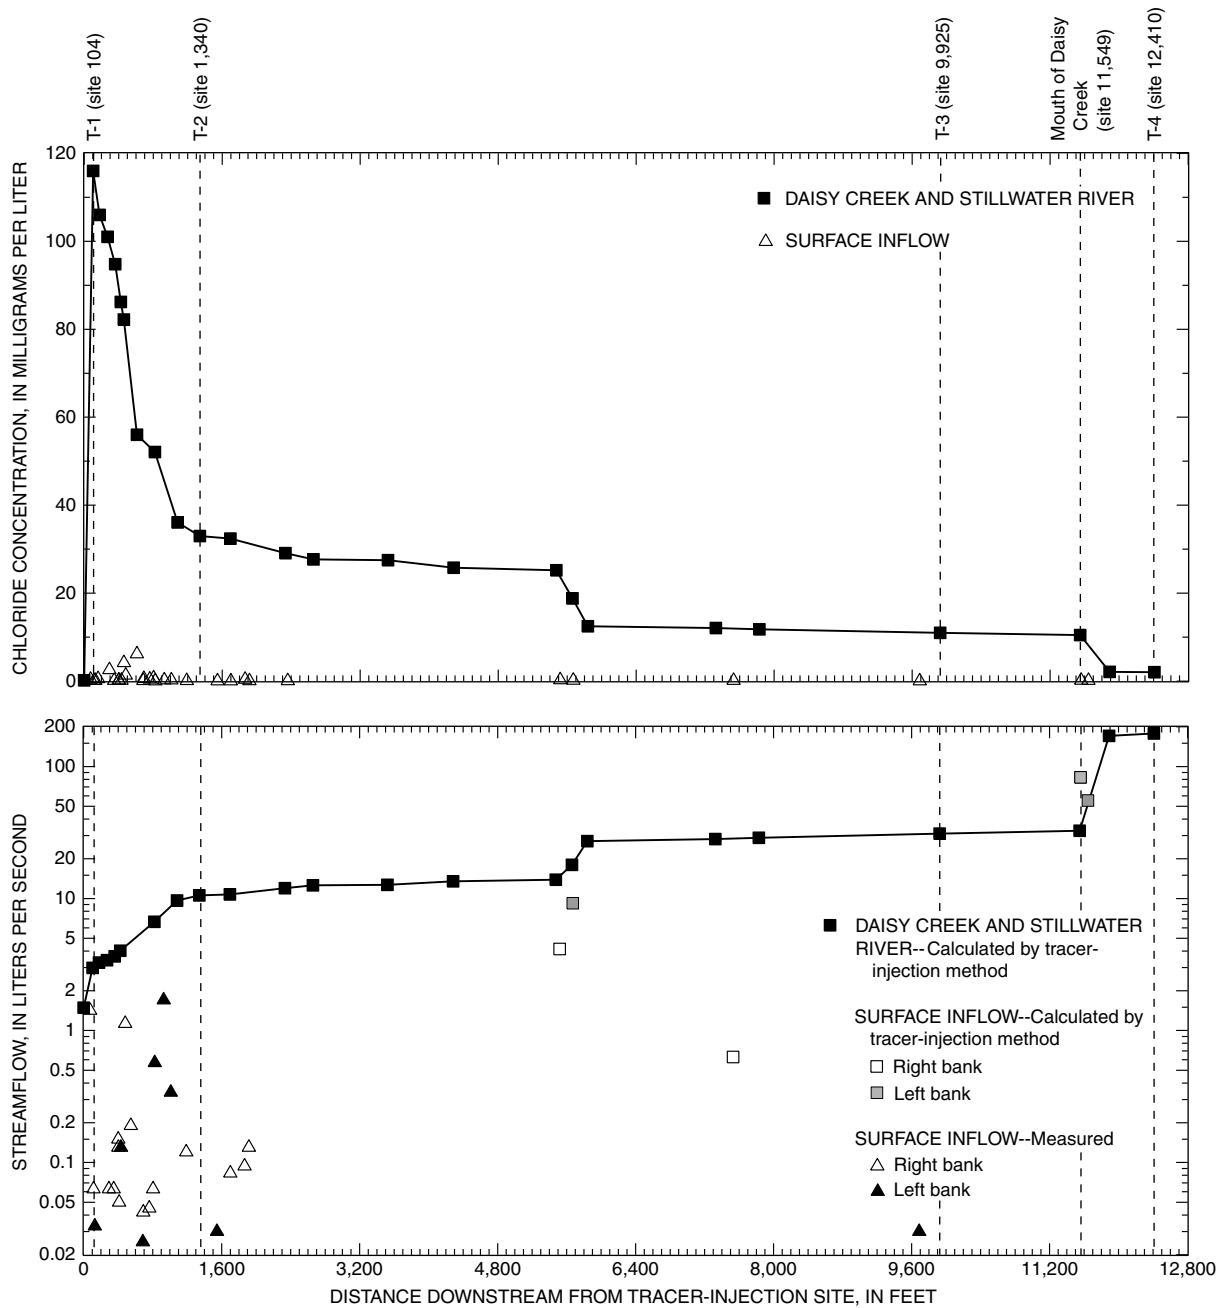 T-1 (site 104)
T-2 (site 1,340)
T-3 (site 9,925)
Mouth of Daisy
Creek
(site 11,549)
T-4 (site 12,410)
CHLORIDE CONCENTRATION, IN MILLIGRAMS PER LITER
120
100
80
60
40
20
0
DAISY CREEK AND STILLWATER RIVER
SURFACE INFLOW
STREAMFLOW, IN LITERS PER SECOND
200
100
50
20
10
5
2
1
0.5
0.2
0.1
0.05
0.02
DAISY CREEK AND STILLWATER
RIVER--Calculated by tracer-
injection method
SURFACE INFLOW--Calculated by
tracer-injection method
Right bank
Left bank
SURFACE INFLOW--Measured
Right bank
Left bank
0 1,600 3,200 4,800 6,400 8,000 9,600 11,200 12,800
DISTANCE DOWNSTREAM FROM TRACER-INJECTION SITE, IN FEET